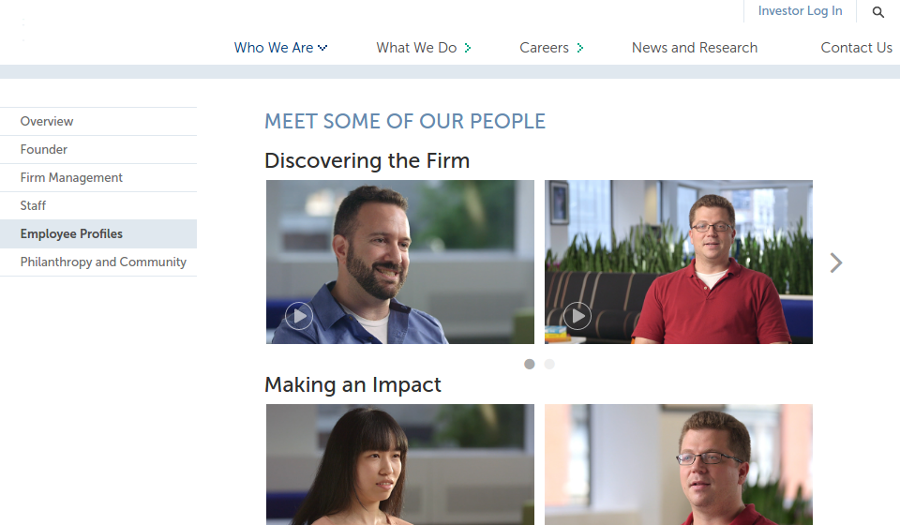 Investor Log In
Who We Are
What We Do
Careers
News and Research
Contact Us
Overview
Founder
Firm Management
Staff
Employee Profiles
Philanthropy and Community
MEET SOME OF OUR PEOPLE
Discovering the Firm
Making an Impact